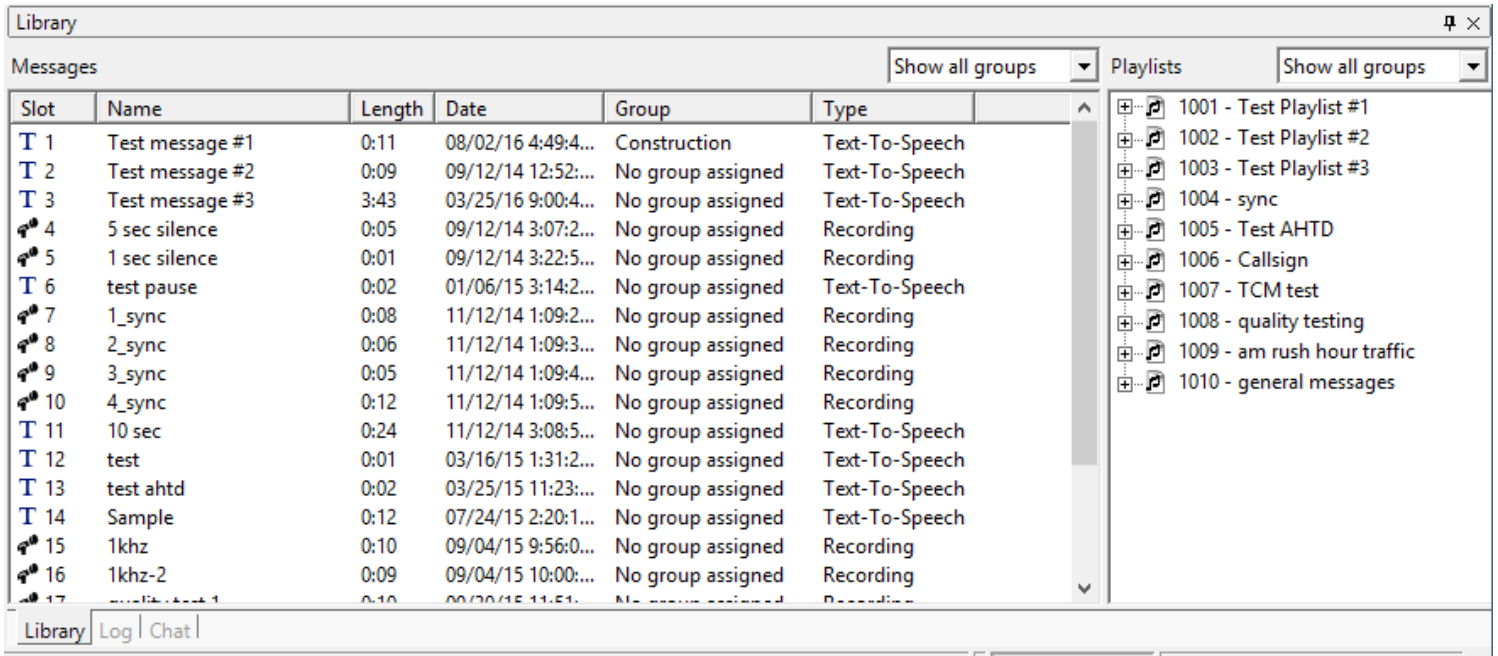 Library
Messages Show all groups Playlists Show all groups
Slot Name Length Date Group Type
T 1 Test message #1 0:11 08/02/16 4:49:4... Construction Text-To-Speech
T 2 Test message #2 0:09 09/12/14 12:52:... No group assigned Text-To-Speech
T 3 Test message #3 3:43 03/25/16 9:00:4... No group assigned Text-To-Speech
4 5 sec silence 0:05 09/12/14 3:07:2... No group assigned Recording
5 1 sec silence 0:01 09/12/14 3:22:5... No group assigned Recording
T 6 test pause 0:02 01/06/15 3:14:2... No group assigned Text-To-Speech
7 1_sync 0:08 11/12/14 1:09:2... No group assigned Recording
8 2_sync 0:06 11/12/14 1:09:3... No group assigned Recording
9 3_sync 0:05 11/12/14 1:09:4... No group assigned Recording
10 4_sync 0:12 11/12/14 1:09:5... No group assigned Recording
T 11 10 sec 0:24 11/12/14 3:08:5... No group assigned Text-To-Speech
T 12 test 0:01 03/16/15 1:31:2... No group assigned Text-To-Speech
T 13 test ahtd 0:02 03/25/15 11:23:... No group assigned Text-To-Speech
T 14 Sample 0:12 07/24/15 2:20:1... No group assigned Text-To-Speech
15 1khz 0:10 09/04/15 9:56:0... No group assigned Recording
16 1khz-2 0:09 09/04/15 10:00:... No group assigned Recording
1001 - Test Playlist #1
1002 - Test Playlist #2
1003 - Test Playlist #3
1004 - sync
1005 - Test AHTD
1006 - Callsign
1007 - TCM test
1008 - quality testing
1009 - am rush hour traffic
1010 - general messages
Library Log Chat